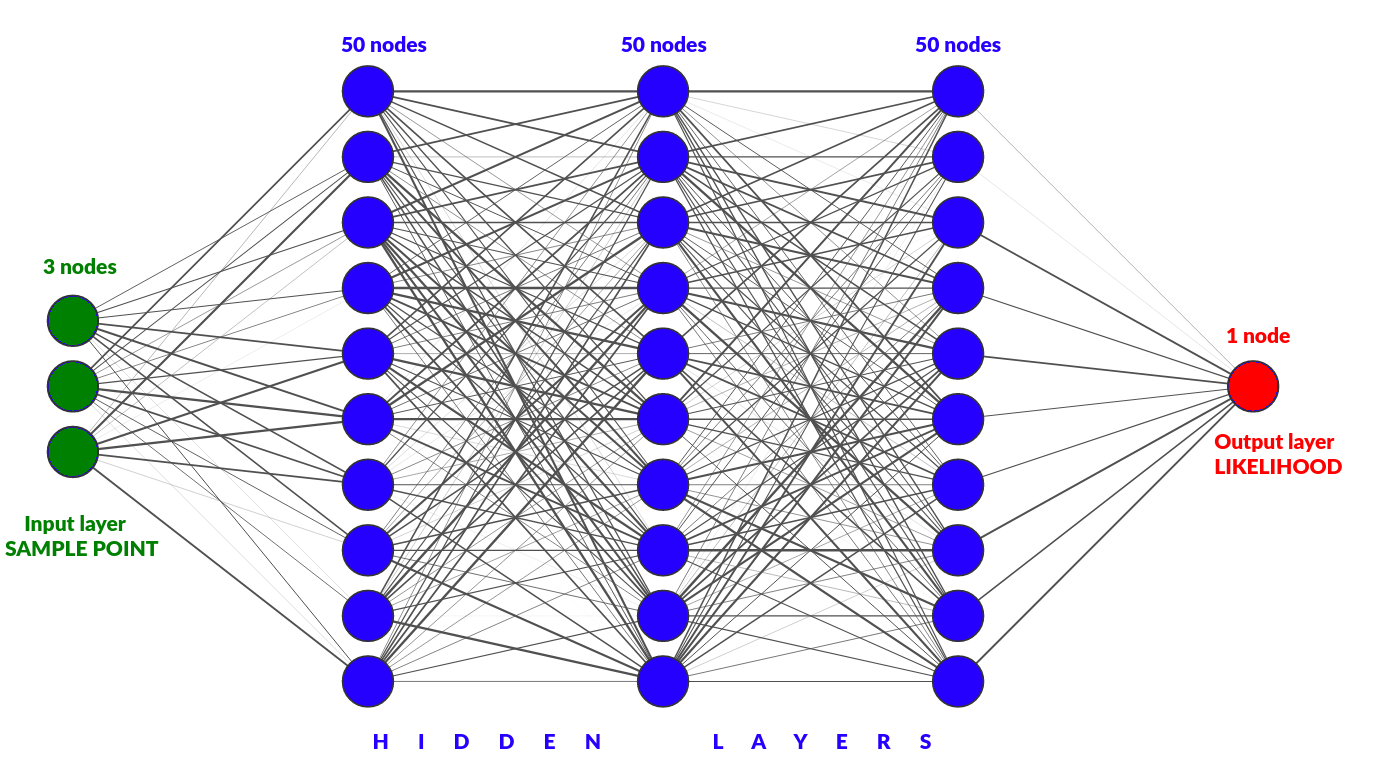 50 nodes
50 nodes
50 nodes
3 nodes
1 node
Output layer
LIKELIHOOD
Input layer
SAMPLE POINT
H I D D E N L A Y E R S